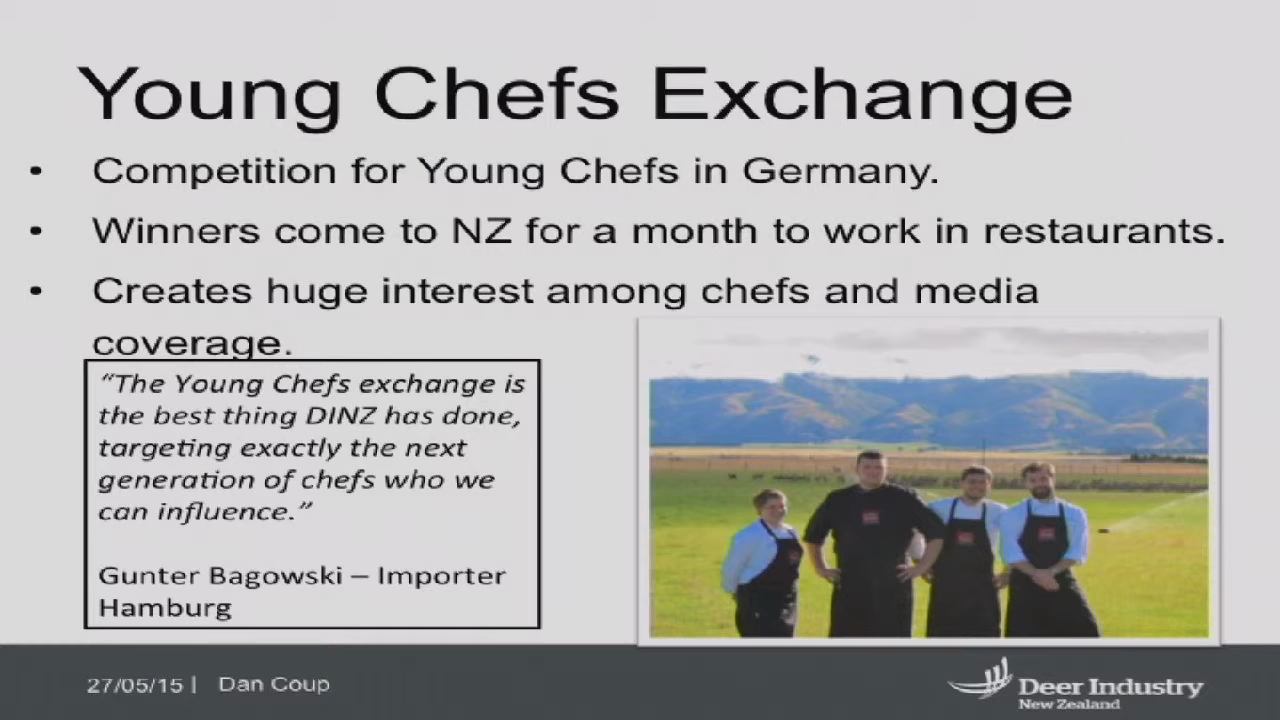 Young Chefs Exchange
• Competition for Young Chefs in Germany.
• Winners come to NZ for a month to work in restaurants.
• Creates huge interest among chefs and media
coverage.
“The Young Chefs exchange is
the best thing DINZ has done,
targeting exactly the next
generation of chefs who we
can influence.”
Gunter Bagowski – Importer
Hamburg
27/05/15 | Dan Coup
Deer Industry
New Zealand